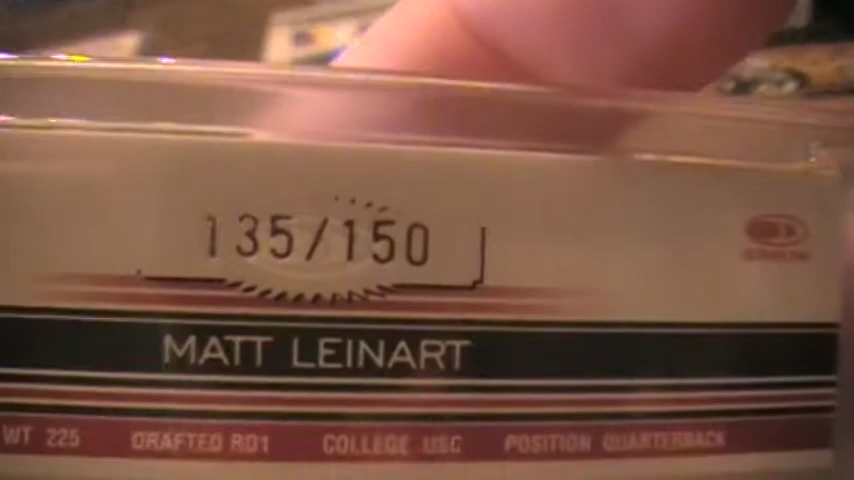 135/150
MATT LEINART
WT 225 DRAFTED RD1 COLLEGE USC POSITION QUARTERBACK